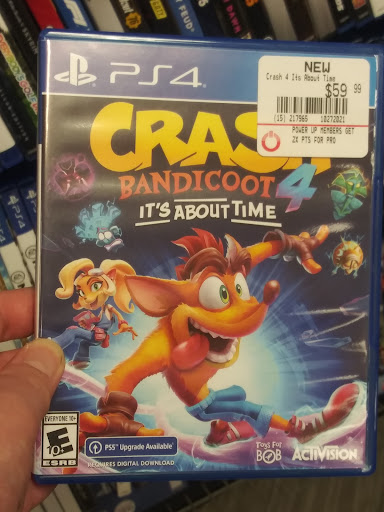 PS4
NEW
Crash 4 Its About Time
$59 99
(15) 217965 10272021
POWER UP MEMBERS GET
2X PTS FOR PRO
CRASH
BANDICOOT 4
IT'S ABOUT TIME
EVERYONE 10+
E
10+
ESRB
PS5™ Upgrade Available*
REQUIRES DIGITAL DOWNLOAD
TOYS FOR
BOB
ACTIVISION